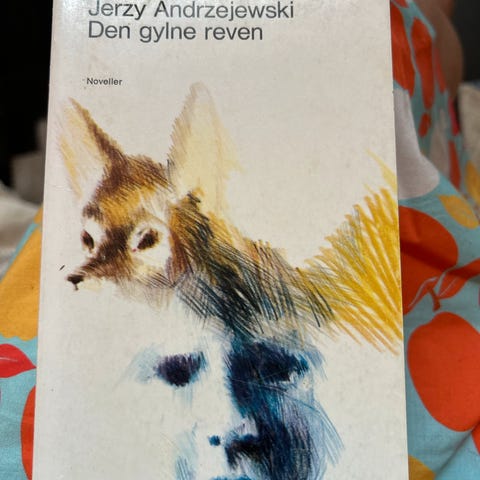 Jerzy Andrzejewski
Den gylne reven
Noveller